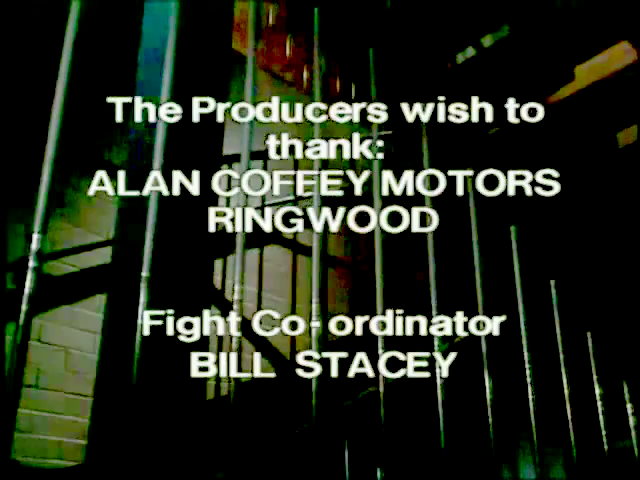 The Producers wish to
thank:
ALAN COFFEY MOTORS
RINGWOOD
Fight Co-ordinator
BILL STACEY